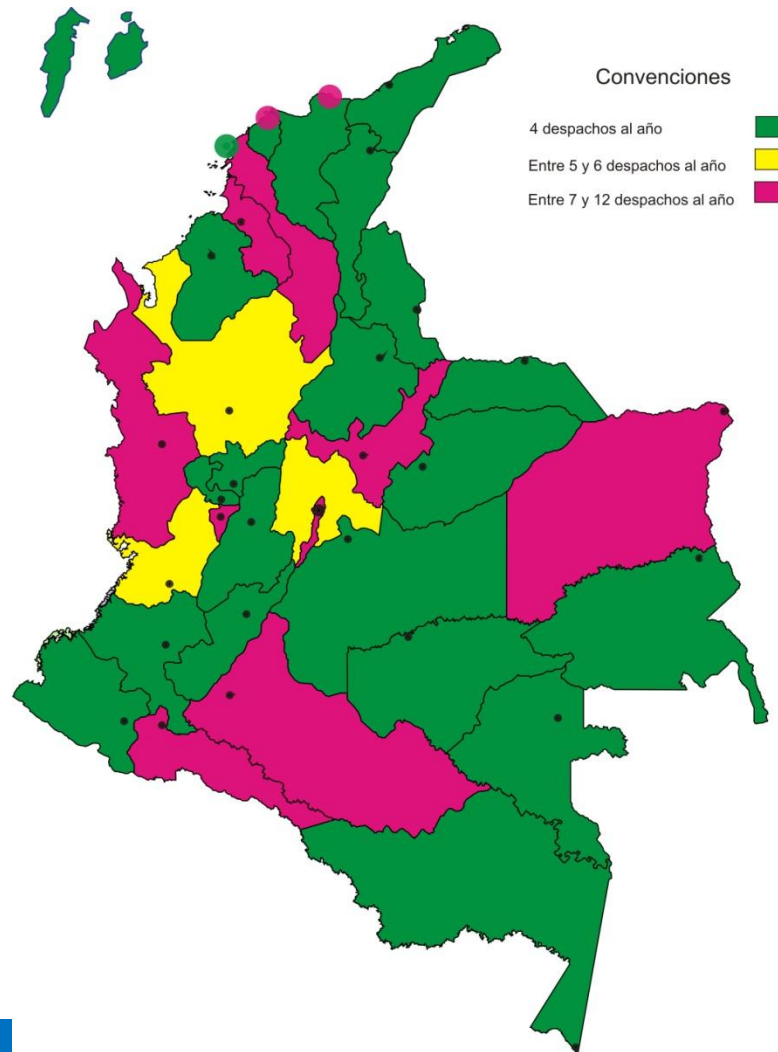 Convenciones
4 despachos al año
Entre 5 y 6 despachos al año
Entre 7 y 12 despachos al año